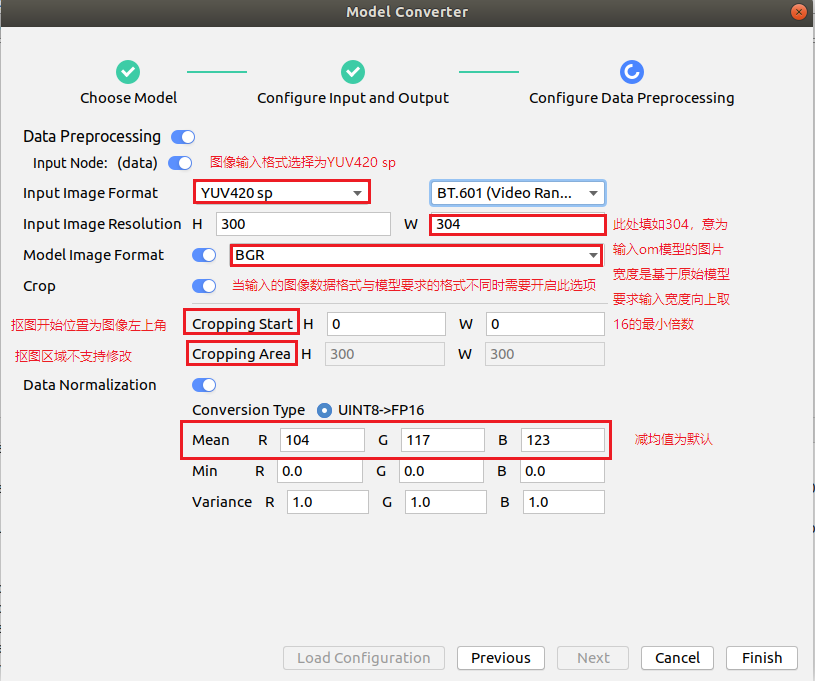 Model Converter
Choose Model
Configure Input and Output
Configure Data Preprocessing
Data Preprocessing
Input Node: (data) 图像输入格式选择为YUV420 sp
Input Image Format YUV420 sp BT.601 (Video Ran...
Input Image Resolution H 300 W 304 此处填如304，意为
输入om模型的图片
宽度是基于原始模型
要求输入宽度向上取
16的最小倍数
Model Image Format BGR
Crop 当输入的图像数据格式与模型要求的格式不同时需要开启此选项
抠图开始位置为图像左上角 Cropping Start H 0 W 0
抠图区域不支持修改 Cropping Area H 300 W 300
Data Normalization
Conversion Type UINT8->FP16
Mean R 104 G 117 B 123 减均值为默认
Min R 0.0 G 0.0 B 0.0
Variance R 1.0 G 1.0 B 1.0
Load Configuration Previous Next Cancel Finish